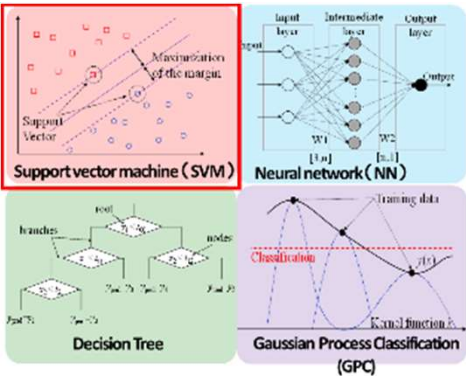 Maximization
of the margin
Support
Vector
Support vector machine (SVM)
Input
layer
Intermediate
layer
Output
layer
Input
Output
W1
W2
Neural network (NN)
root
branches
nodes
Decision Tree
Training data
Classification
Kernel function
Gaussian Process Classification
(GPC)